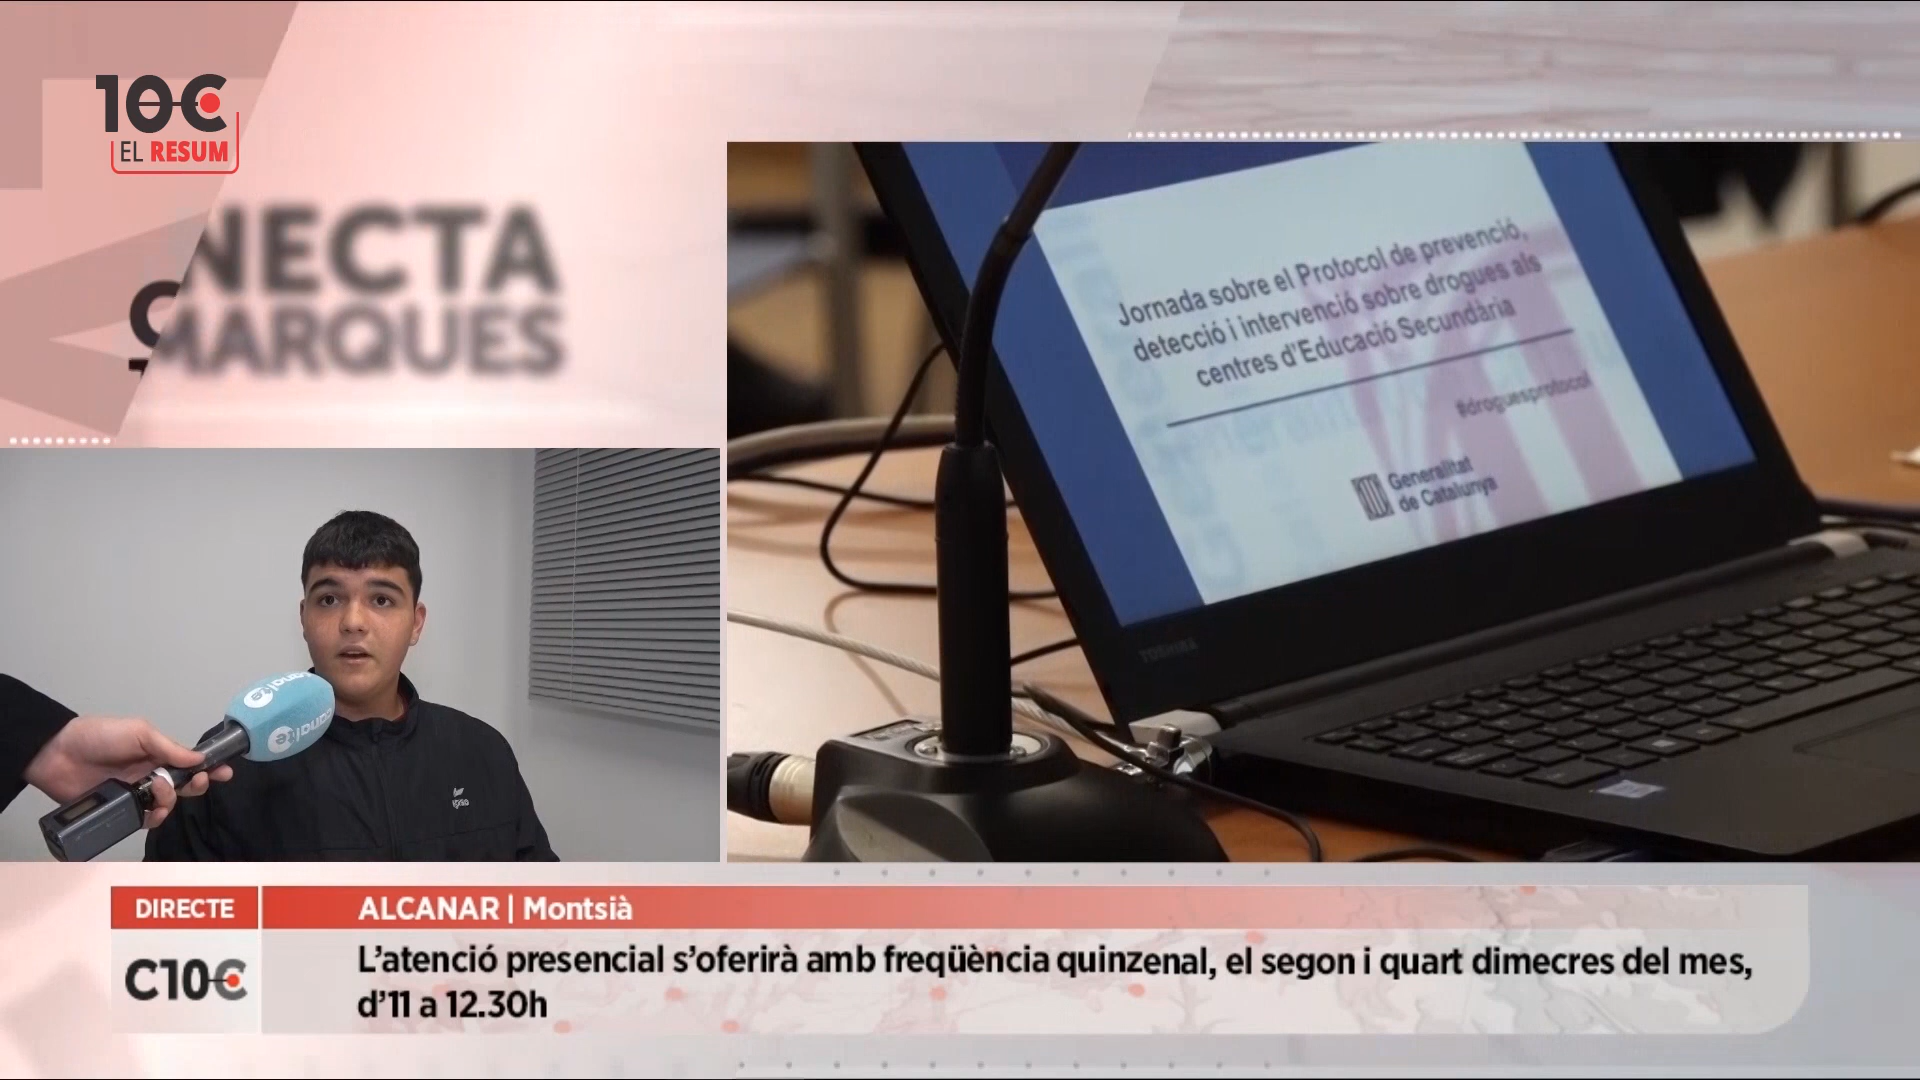 10C
EL RESUM
NECTA
MARQUES
Jornada sobre el Protocol de prevenció,
detecció i intervenció sobre drogues als
centres d'Educació Secundària
#droguesprotocol
Generalitat
de Catalunya
TOSHIBA
canalte
canalte
DIRECTE
ALCANAR | Montsià
C10C
L'atenció presencial s'oferirà amb freqüència quinzenal, el segon i quart dimecres del mes,
d'11 a 12.30h